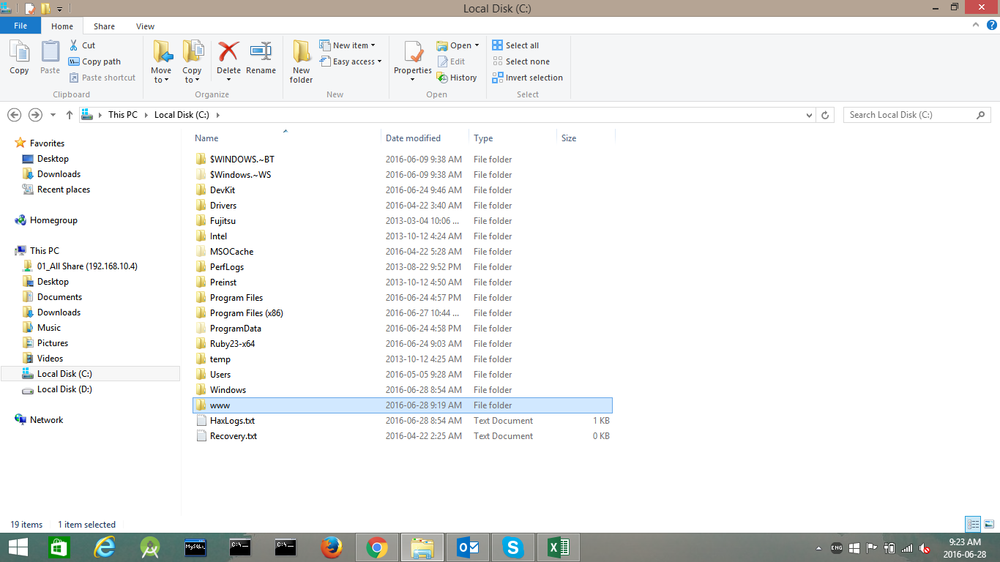 Local Disk (C:)
File Home Share View
Copy Paste Cut Copy path Paste shortcut Move to Copy to Delete Rename New folder New item Easy access Properties Open Edit History Select all Select none Invert selection
Clipboard Organize New Open Select
This PC Local Disk (C:) Search Local Disk (C:)
Favorites
Desktop
Downloads
Recent places
Homegroup
This PC
01_All Share (192.168.10.4)
Desktop
Documents
Downloads
Music
Pictures
Videos
Local Disk (C:)
Local Disk (D:)
Network
Name Date modified Type Size
$WINDOWS.~BT 2016-06-09 9:38 AM File folder
$Windows.~WS 2016-06-09 9:38 AM File folder
DevKit 2016-06-24 9:46 AM File folder
Drivers 2016-04-22 3:40 AM File folder
Fujitsu 2013-03-04 10:06 ... File folder
Intel 2013-10-12 4:24 AM File folder
MSOCache 2016-04-22 5:28 AM File folder
PerfLogs 2013-08-22 9:52 PM File folder
Preinst 2013-10-12 4:50 AM File folder
Program Files 2016-06-24 4:57 PM File folder
Program Files (x86) 2016-06-27 10:44 ... File folder
ProgramData 2016-06-24 4:58 PM File folder
Ruby23-x64 2016-06-24 9:03 AM File folder
temp 2013-10-12 4:25 AM File folder
Users 2016-05-05 9:28 AM File folder
Windows 2016-06-28 8:54 AM File folder
www 2016-06-28 9:19 AM File folder
HaxLogs.txt 2016-06-28 8:54 AM Text Document 1 KB
Recovery.txt 2016-04-22 2:25 AM Text Document 0 KB
19 items 1 item selected
MySQL C:\ C:\ ENG 9:23 AM
2016-06-28